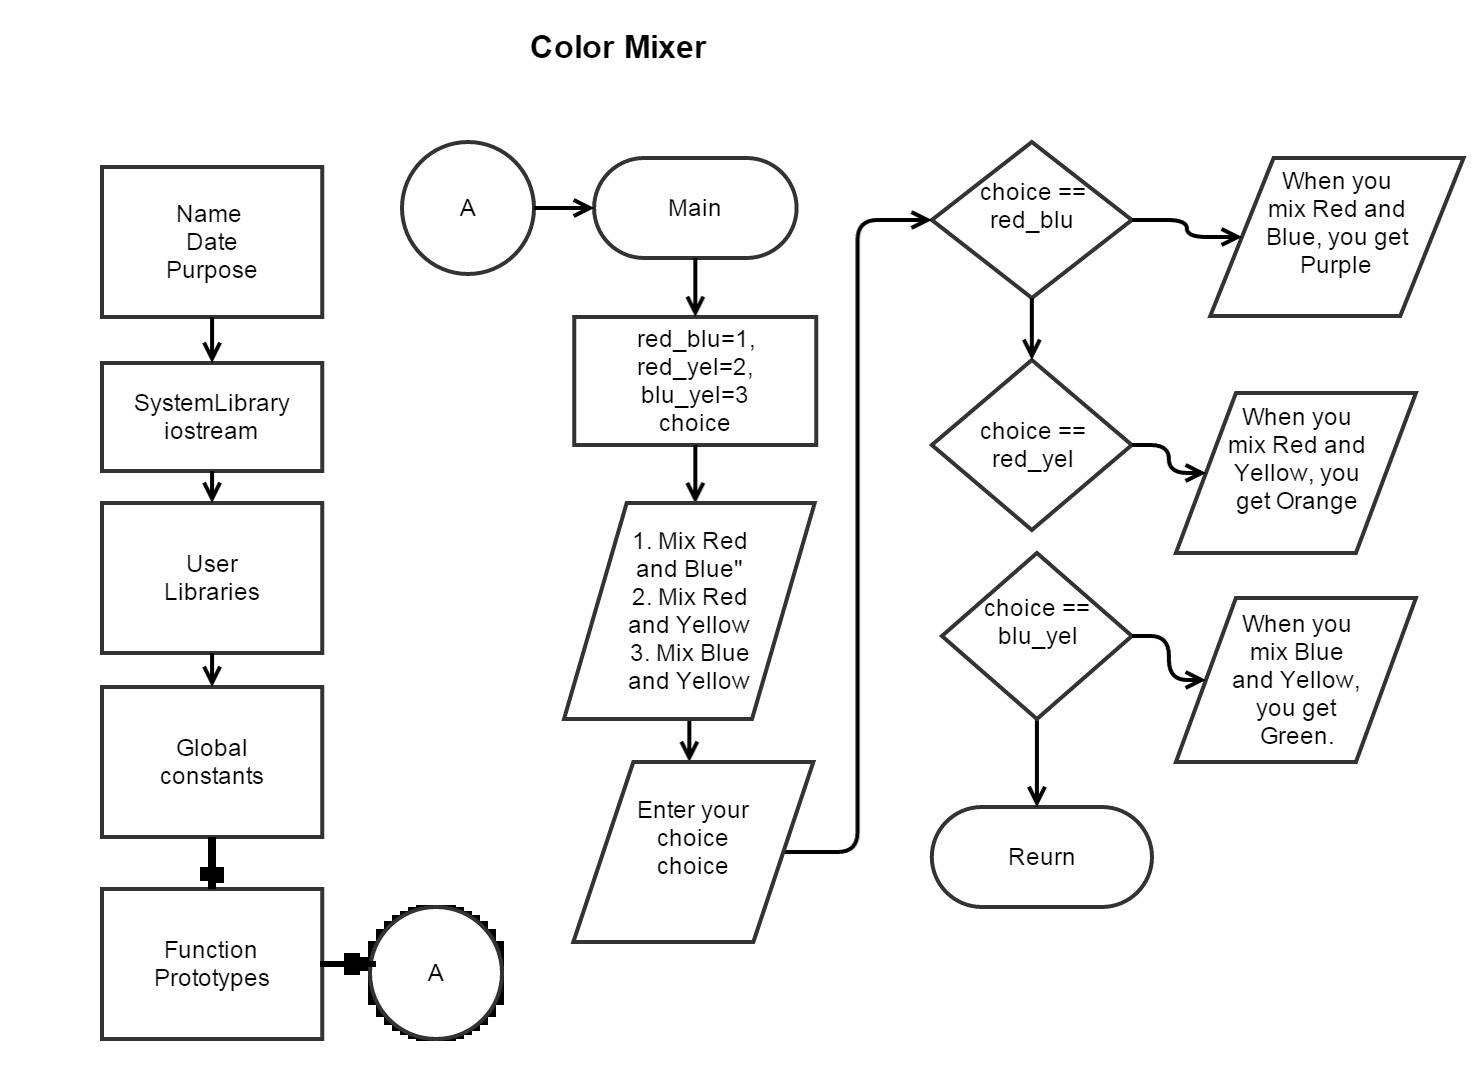 Color Mixer
Name
Date
Purpose
SystemLibrary
iostream
User
Libraries
Global
constants
Function
Prototypes
A
A
Main
red_blu=1,
red_yel=2,
blu_yel=3
choice
1. Mix Red
and Blue"
2. Mix Red
and Yellow
3. Mix Blue
and Yellow
Enter your
choice
choice
choice ==
red_blu
When you
mix Red and
Blue, you get
Purple
choice ==
red_yel
When you
mix Red and
Yellow, you
get Orange
choice ==
blu_yel
When you
mix Blue
and Yellow,
you get
Green.
Reurn